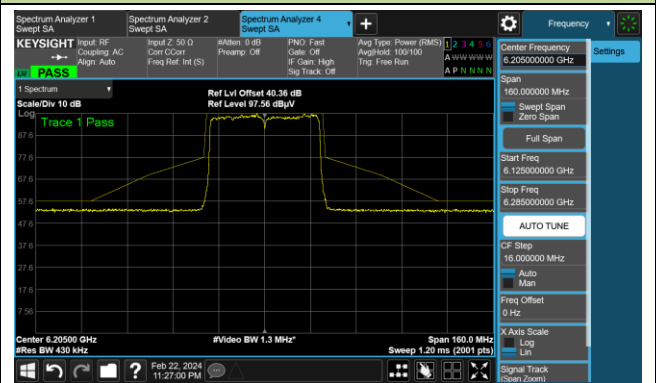 Spectrum Analyzer 1
Swept SA
Spectrum Analyzer 2
Swept SA
Spectrum Analyzer 4
Swept SA
Frequency
KEYSIGHT
PASS
Input: RF
Coupling: AC
Align: Auto
Input Z: 50 Ω
Corr CCorr
Freq Ref: Int (S)
#Atten: 0 dB
Preamp: Off
PNO: Fast
Gate: Off
IF Gain: High
Sig Track: Off
Avg Type: Power (RMS)
Avg|Hold: 100/100
Trig: Free Run
1 2 3 4 5 6
A W W W W W
A P N N N N
1 Spectrum
Scale/Div 10 dB
Ref Lvl Offset 40.36 dB
Ref Level 97.56 dBµV
Log
Trace 1 Pass
87.6
77.6
67.6
57.6
47.6
37.6
27.6
17.6
7.56
Center 6.20500 GHz
#Res BW 430 kHz
#Video BW 1.3 MHz*
Span 160.0 MHz
Sweep 1.20 ms (2001 pts)
Feb 22, 2024
11:27:00 PM
Center Frequency
6.205000000 GHz
Settings
Span
160.000000 MHz
Swept Span
Zero Span
Full Span
Start Freq
6.125000000 GHz
Stop Freq
6.285000000 GHz
AUTO TUNE
CF Step
16.000000 MHz
Auto
Man
Freq Offset
0 Hz
X Axis Scale
Log
Lin
Signal Track
(Span Zoom)